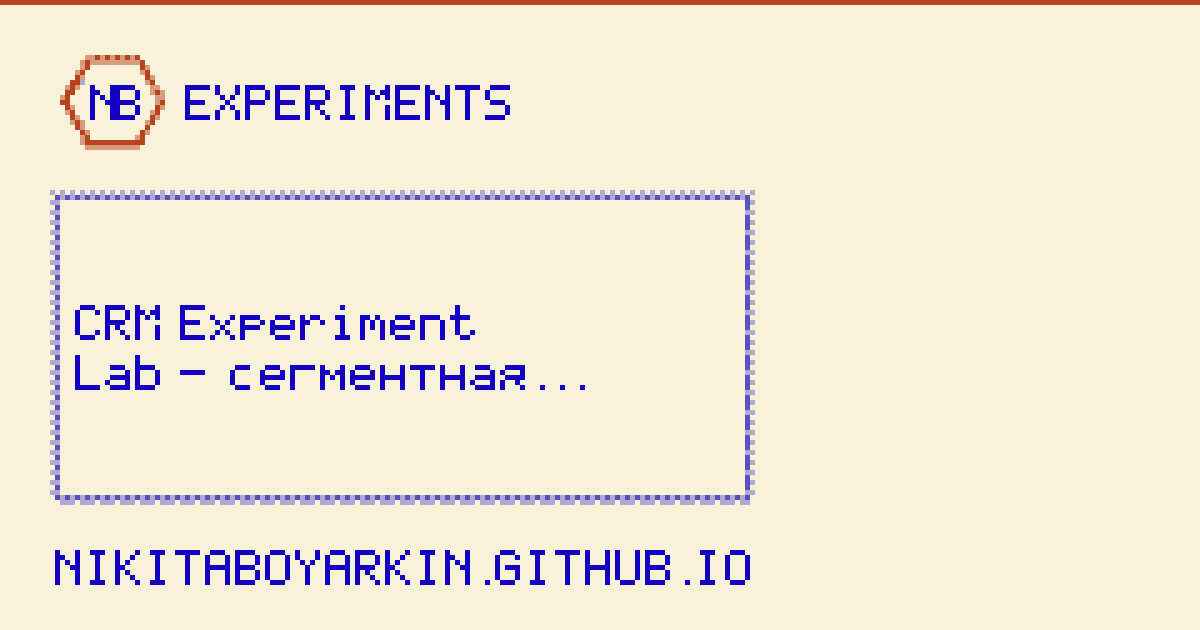 NB EXPERIMENTS
CRM Experiment
Lab — сегментная...
NIKITABOYARKIN.GITHUB.IO